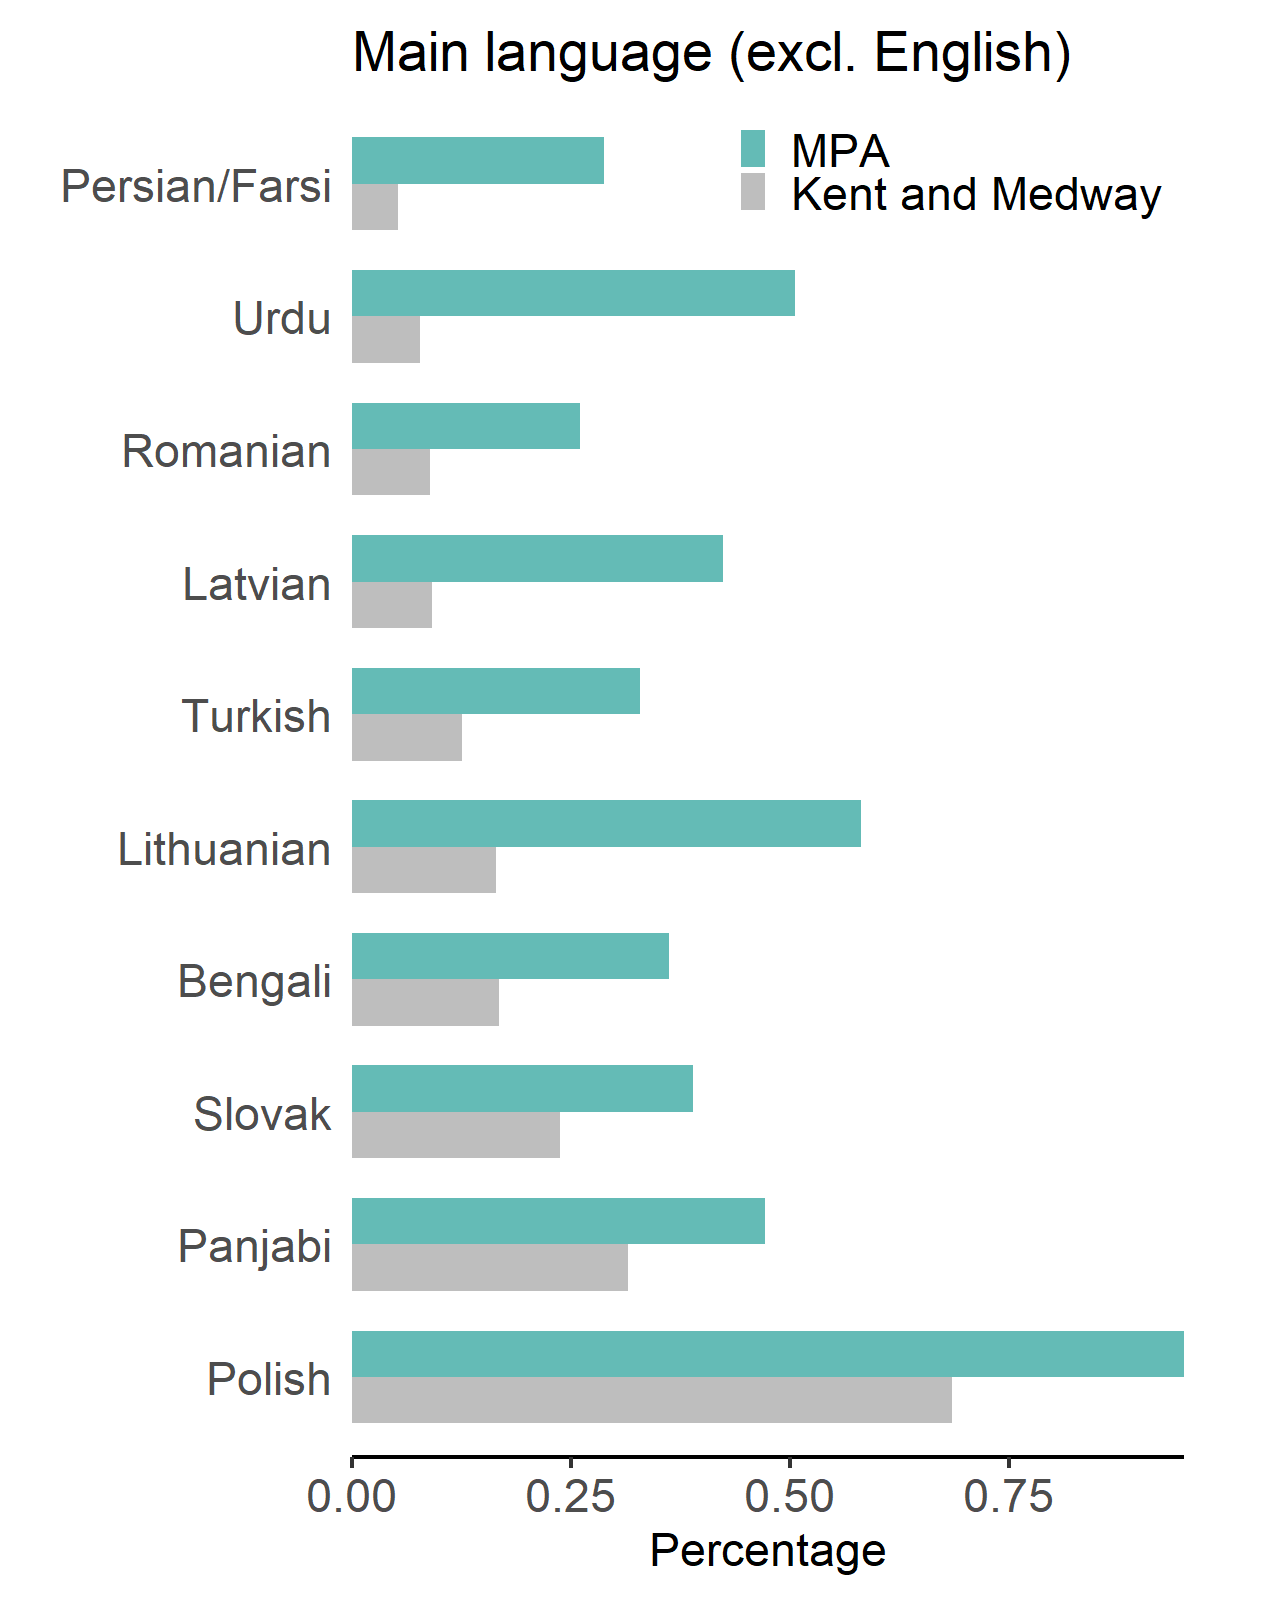 Main language (excl. English)
MPA
Kent and Medway
Persian/Farsi
Urdu
Romanian
Latvian
Turkish
Lithuanian
Bengali
Slovak
Panjabi
Polish
0.00 0.25 0.50 0.75
Percentage